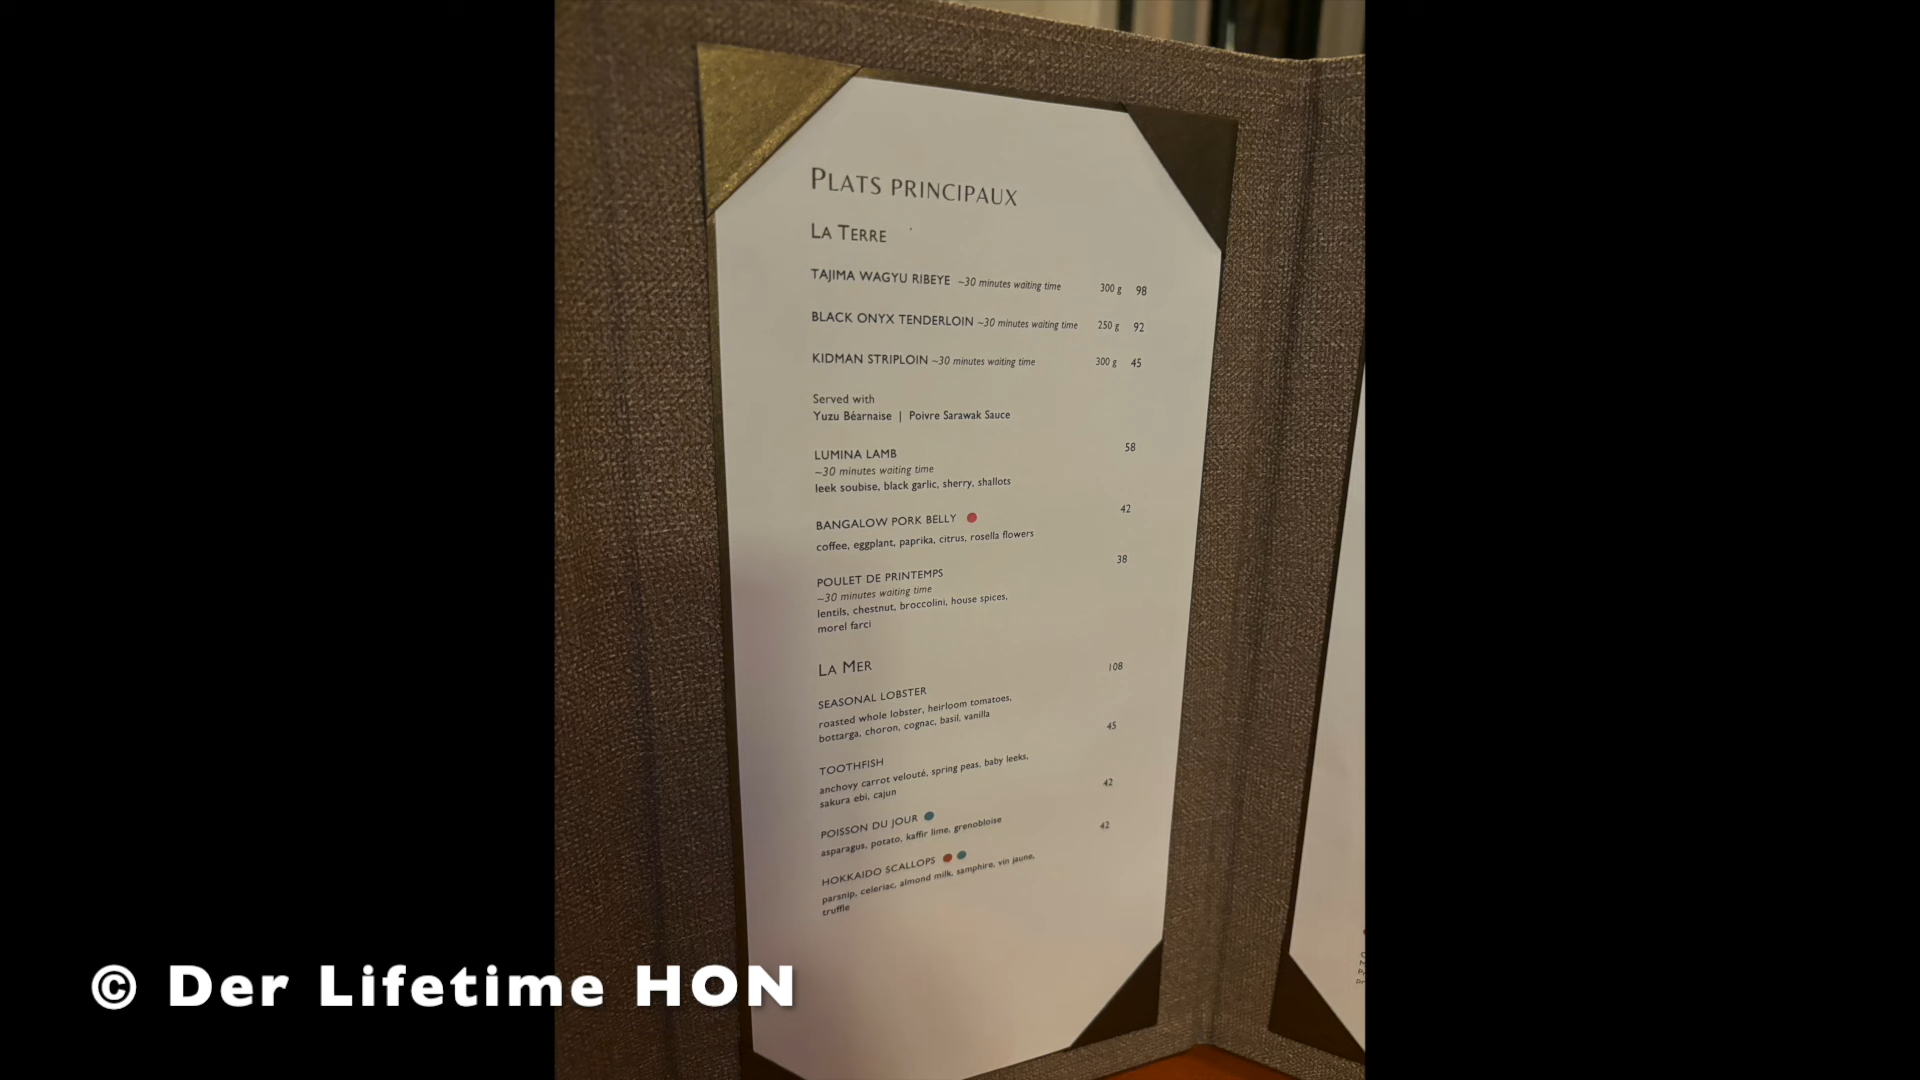 PLATS PRINCIPAUX
LA TERRE
TAJIMA WAGYU RIBEYE ~30 minutes waiting time 300 g 98
BLACK ONYX TENDERLOIN ~30 minutes waiting time 250 g 92
KIDMAN STRIPLOIN ~30 minutes waiting time 300 g 45
Served with
Yuzu Béarnaise | Poivre Sarawak Sauce
LUMINA LAMB 58
~30 minutes waiting time
leek soubise, black garlic, sherry, shallots
BANGALOW PORK BELLY 42
coffee, eggplant, paprika, citrus, rosella flowers
POULET DE PRINTEMPS 38
~30 minutes waiting time
lentils, chestnut, broccolini, house spices,
morel farci
LA MER
SEASONAL LOBSTER 108
roasted whole lobster, heirloom tomatoes,
bottarga, choron, cognac, basil, vanilla
TOOTHFISH 45
anchovy carrot velouté, spring peas, baby leeks,
sakura ebi, cajun
POISSON DU JOUR 42
asparagus, potato, kaffir lime, grenobloise
HOKKAIDO SCALLOPS 42
parsnip, celeriac, almond milk, samphire, vin jaune,
truffle
© Der Lifetime HON